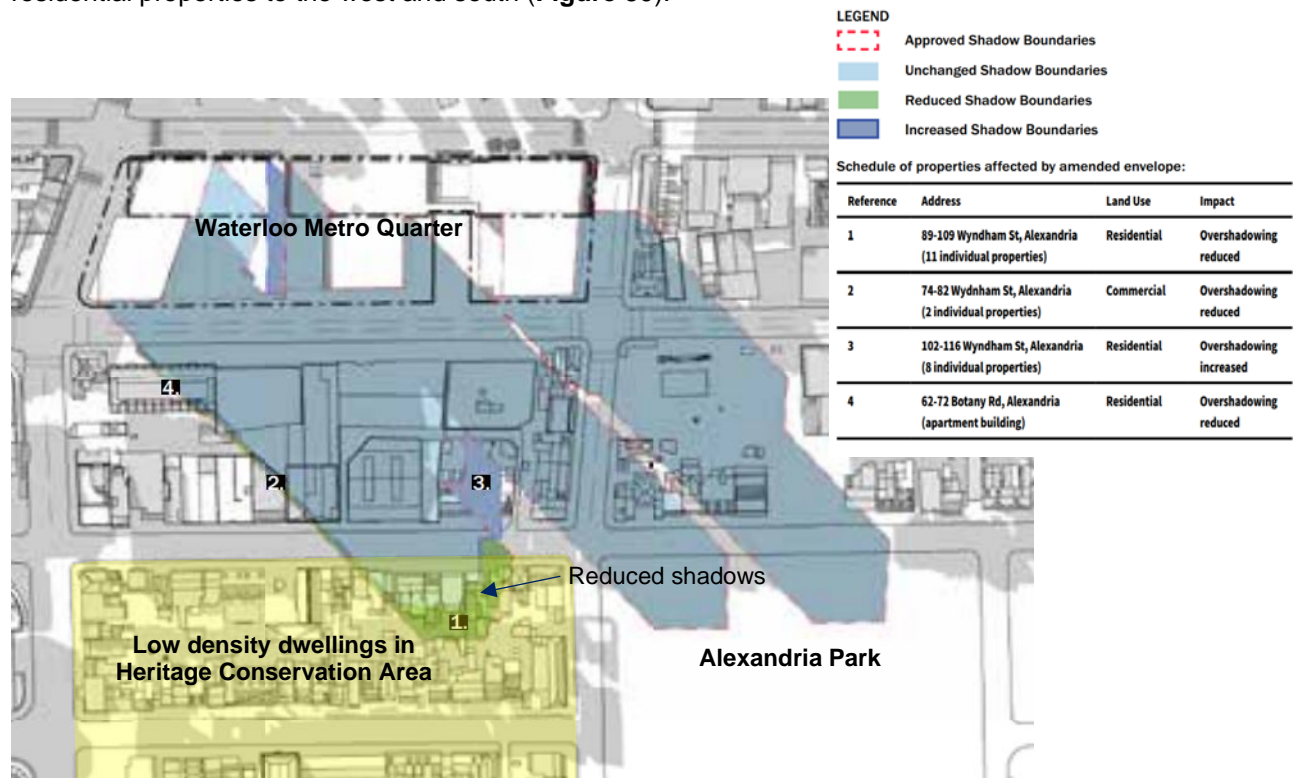 residential properties to the west and south (Figure 30).
LEGEND
Approved Shadow Boundaries
Unchanged Shadow Boundaries
Reduced Shadow Boundaries
Increased Shadow Boundaries
Schedule of properties affected by amended envelope:
Reference Address Land Use Impact
1 89-109 Wyndham St, Alexandria Residential Overshadowing
(11 individual properties) reduced
2 74-82 Wydnham St, Alexandria Commercial Overshadowing
(2 individual properties) reduced
3 102-116 Wyndham St, Alexandria Residential Overshadowing
(8 individual properties) increased
4 62-72 Botany Rd, Alexandria Residential Overshadowing
(apartment building) reduced
Waterloo Metro Quarter
4.
2.
3.
Reduced shadows
1.
Low density dwellings in
Heritage Conservation Area
Alexandria Park